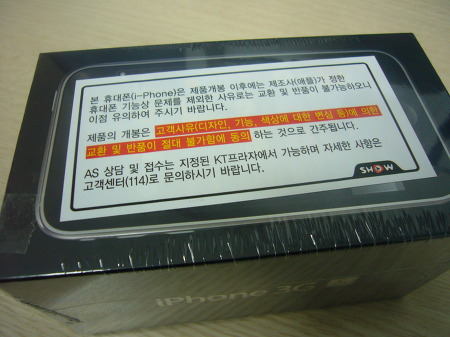 본 휴대폰(i-Phone)은 제품개봉 이후에는 제조사(애플)가 정한
휴대폰 기능상 문제를 제외한 사유로는 교환 및 반품이 불가능하오니
이점 유의하여 주시기 바랍니다.
제품의 개봉은 고객사유(디자인, 기능, 색상에 대한 변심 등)에 의한
교환 및 반품이 절대 불가함에 동의 하는 것으로 간주됩니다.
AS 상담 및 접수는 지정된 KT프라자에서 가능하며 자세한 사항은
고객센터(114)로 문의하시기 바랍니다.
SHOW
iPhone 3G